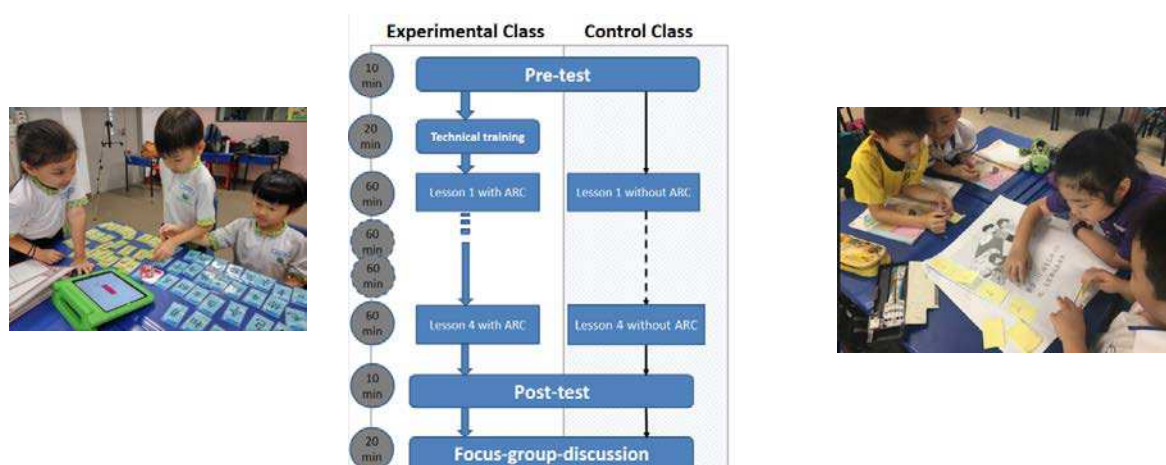 Experimental Class Control Class
10 min
Pre-test
20 min
Technical training
60 min
Lesson 1 with ARC
Lesson 1 without ARC
60 min
60 min
60 min
Lesson 4 with ARC
Lesson 4 without ARC
10 min
Post-test
20 min
Focus-group-discussion